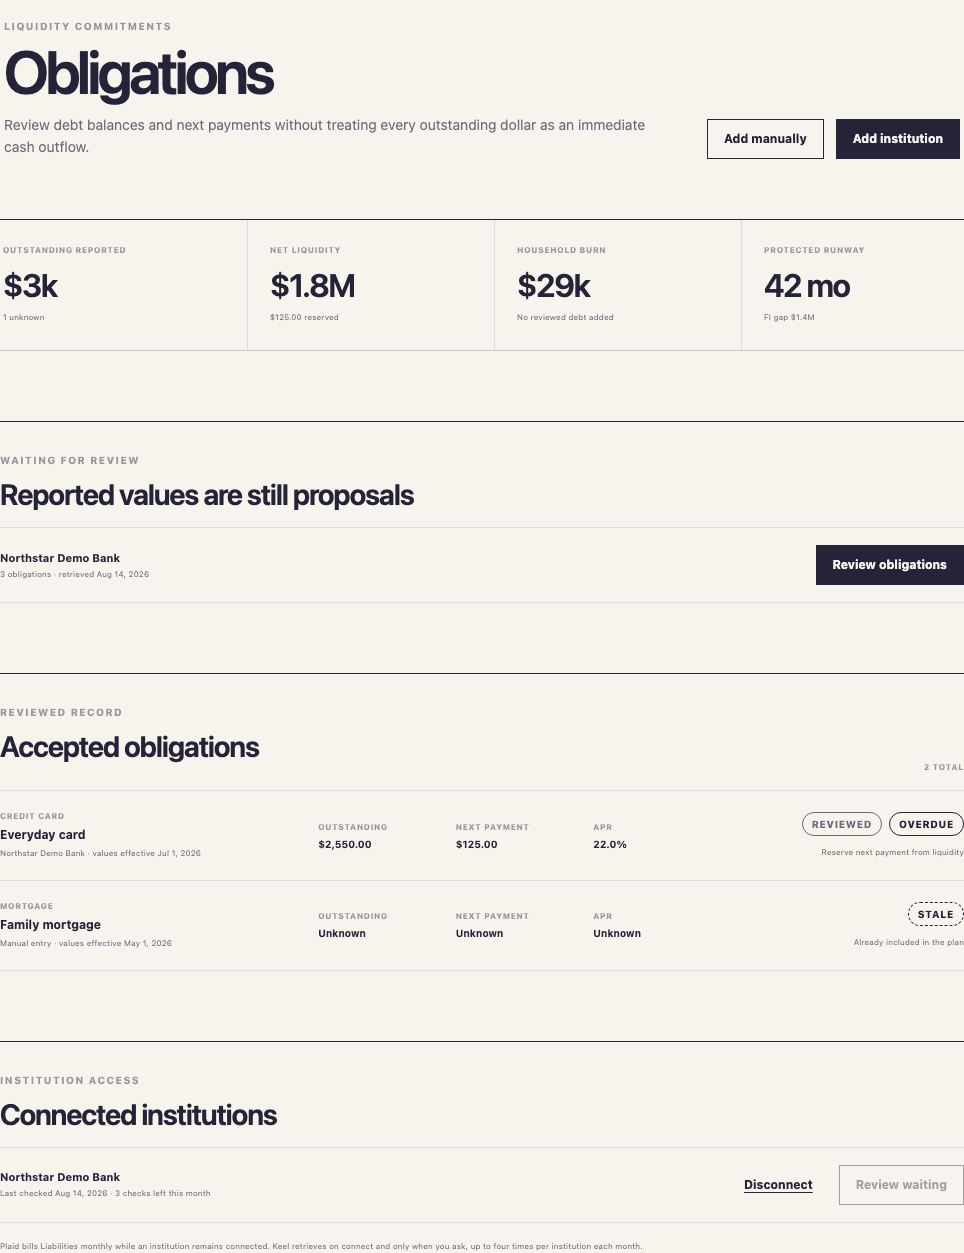 LIQUIDITY COMMITMENTS
Obligations
Review debt balances and next payments without treating every outstanding dollar as an immediate
cash outflow.
Add manually
Add institution
OUTSTANDING REPORTED
$3k
1 unknown
NET LIQUIDITY
$1.8M
$125.00 reserved
HOUSEHOLD BURN
$29k
No reviewed debt added
PROTECTED RUNWAY
42 mo
FI gap $1.4M
WAITING FOR REVIEW
Reported values are still proposals
Northstar Demo Bank
3 obligations · retrieved Aug 14, 2026
Review obligations
REVIEWED RECORD
Accepted obligations
2 TOTAL
CREDIT CARD
Everyday card
Northstar Demo Bank · values effective Jul 1, 2026
OUTSTANDING
$2,550.00
NEXT PAYMENT
$125.00
APR
22.0%
REVIEWED
OVERDUE
Reserve next payment from liquidity
MORTGAGE
Family mortgage
Manual entry · values effective May 1, 2026
OUTSTANDING
Unknown
NEXT PAYMENT
Unknown
APR
Unknown
STALE
Already included in the plan
INSTITUTION ACCESS
Connected institutions
Northstar Demo Bank
Last checked Aug 14, 2026 · 3 checks left this month
Disconnect
Review waiting
Plaid bills Liabilities monthly while an institution remains connected. Keel retrieves on connect and only when you ask, up to four times per institution each month.